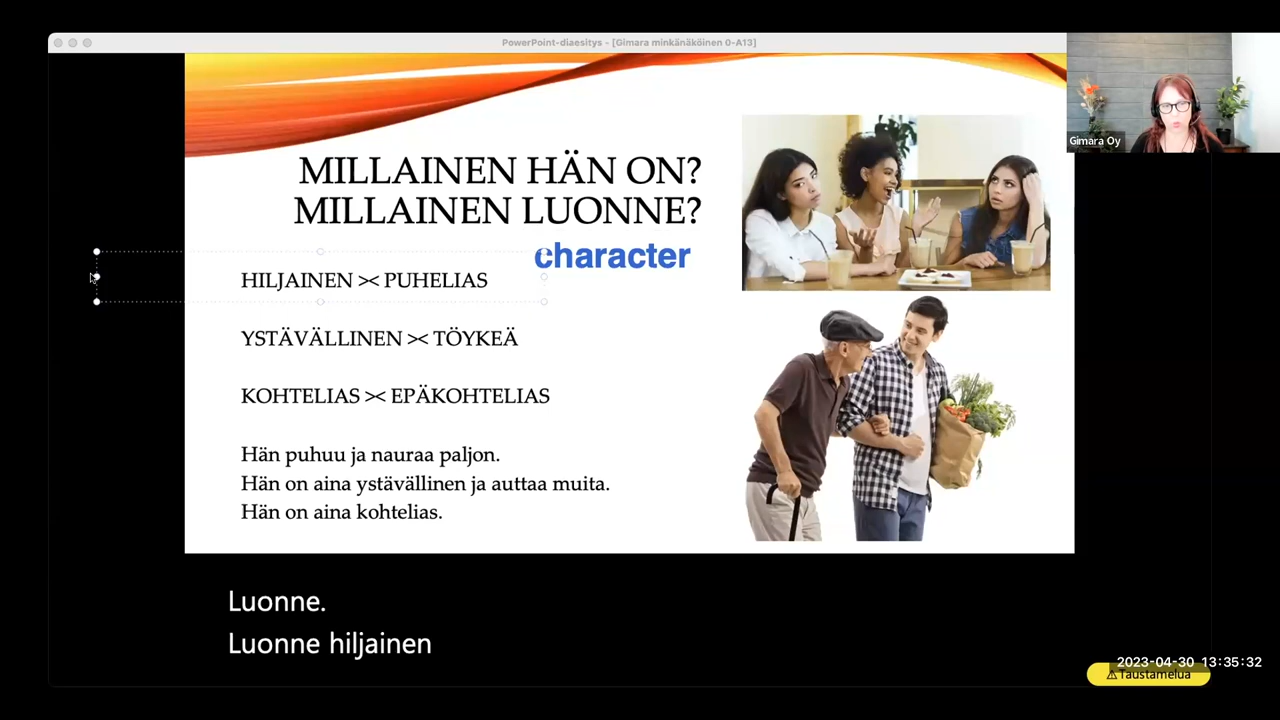 PowerPoint-diaesitys - [Gimara minkänäköinen 0-A13]
Gimara Oy
MILLAINEN HÄN ON?
MILLAINEN LUONNE?
character
HILJAINEN >< PUHELIAS
YSTÄVÄLLINEN >< TÖYKEÄ
KOHTELIAS >< EPÄKOHTELIAS
Hän puhuu ja nauraa paljon.
Hän on aina ystävällinen ja auttaa muita.
Hän on aina kohtelias.
Luonne.
Luonne hiljainen
2023-04-30 13:35:32
⚠Taustamelua